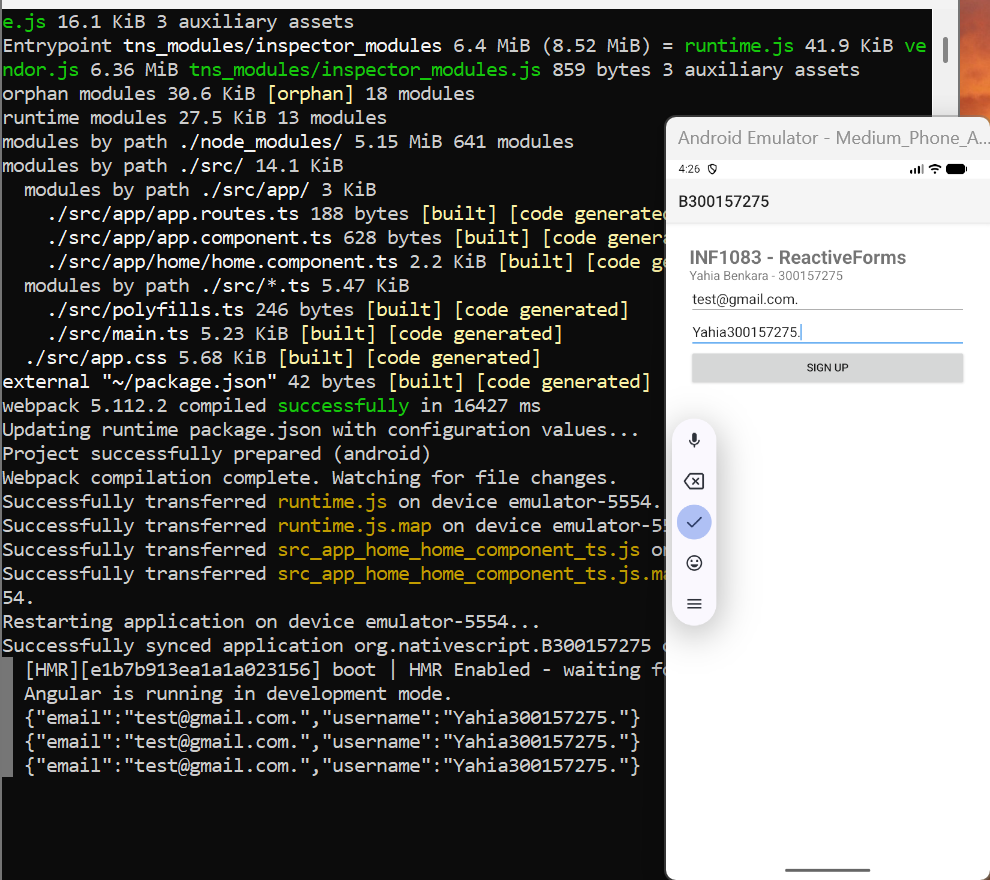 e.js 16.1 KiB 3 auxiliary assets
Entrypoint tns_modules/inspector_modules 6.4 MiB (8.52 MiB) = runtime.js 41.9 KiB ve
ndor.js 6.36 MiB tns_modules/inspector_modules.js 859 bytes 3 auxiliary assets
orphan modules 30.6 KiB [orphan] 18 modules
runtime modules 27.5 KiB 13 modules
modules by path ./node_modules/ 5.15 MiB 641 modules
modules by path ./src/ 14.1 KiB
modules by path ./src/app/ 3 KiB
./src/app/app.routes.ts 188 bytes [built] [code generated
./src/app/app.component.ts 628 bytes [built] [code genera
./src/app/home/home.component.ts 2.2 KiB [built] [code ge
modules by path ./src/*.ts 5.47 KiB
./src/polyfills.ts 246 bytes [built] [code generated]
./src/main.ts 5.23 KiB [built] [code generated]
./src/app.css 5.68 KiB [built] [code generated]
external "~/package.json" 42 bytes [built] [code generated]
webpack 5.112.2 compiled successfully in 16427 ms
Updating runtime package.json with configuration values...
Project successfully prepared (android)
Webpack compilation complete. Watching for file changes.
Successfully transferred runtime.js on device emulator-5554.
Successfully transferred runtime.js.map on device emulator-55
Successfully transferred src_app_home_home_component_ts.js on
Successfully transferred src_app_home_home_component_ts.js.ma
54.
Restarting application on device emulator-5554...
Successfully synced application org.nativescript.B300157275 o
[HMR][e1b7b913ea1a1a023156] boot | HMR Enabled - waiting fo
Angular is running in development mode.
{"email":"test@gmail.com.","username":"Yahia300157275."}
{"email":"test@gmail.com.","username":"Yahia300157275."}
{"email":"test@gmail.com.","username":"Yahia300157275."}
Android Emulator - Medium_Phone_A...
4:26
B300157275
INF1083 - ReactiveForms
Yahia Benkara - 300157275
test@gmail.com.
Yahia300157275.
SIGN UP